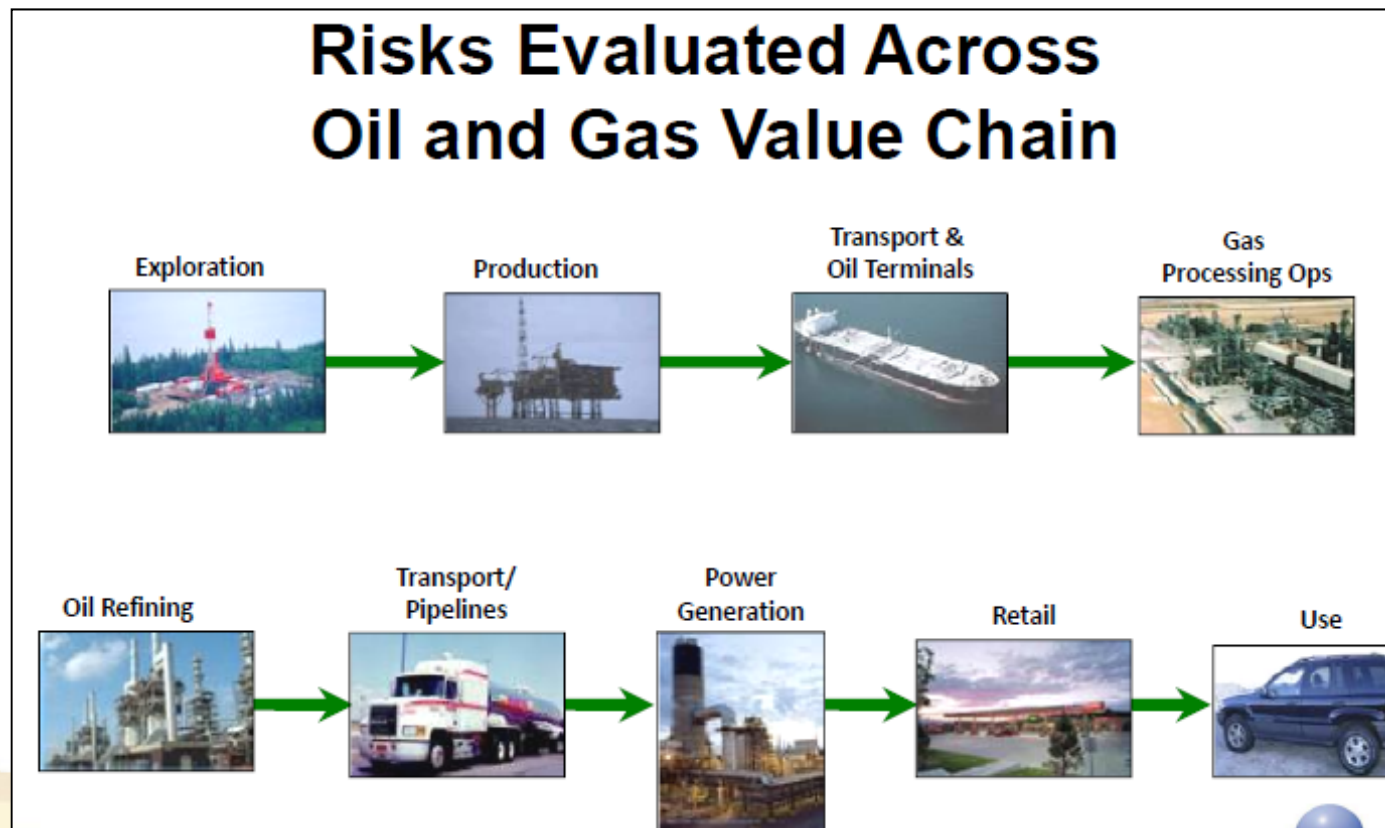 Risks Evaluated Across
Oil and Gas Value Chain
Exploration
Production
Transport &
Oil Terminals
Gas
Processing Ops
Oil Refining
Transport/
Pipelines
Power
Generation
Retail
Use